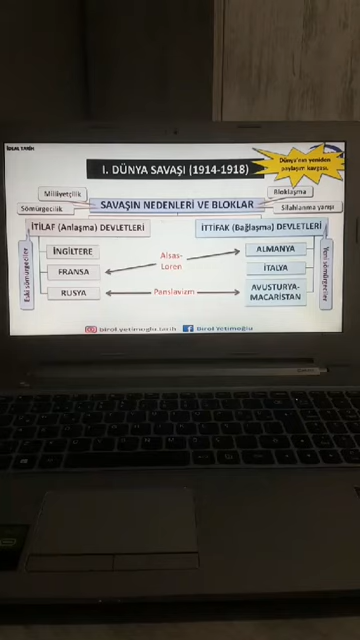 İDEAL TARİH
I. DÜNYA SAVAŞI (1914-1918)
Dünya'nın yeniden
paylaşım kavgası.
Milliyetçilik
Bloklaşma
Sömürgecilik
SAVAŞIN NEDENLERİ VE BLOKLAR
Silahlanma yarışı
İTİLAF (Anlaşma) DEVLETLERİ
İTTİFAK (Bağlaşma) DEVLETLERİ
Eski sömürgeciler
İNGİLTERE
FRANSA
RUSYA
Alsas-
Loren
Panslavizm
ALMANYA
İTALYA
AVUSTURYA-
MACARİSTAN
Yeni sömürgeciler
birol.yetimoglu.tarih
Birol Yetimoğlu